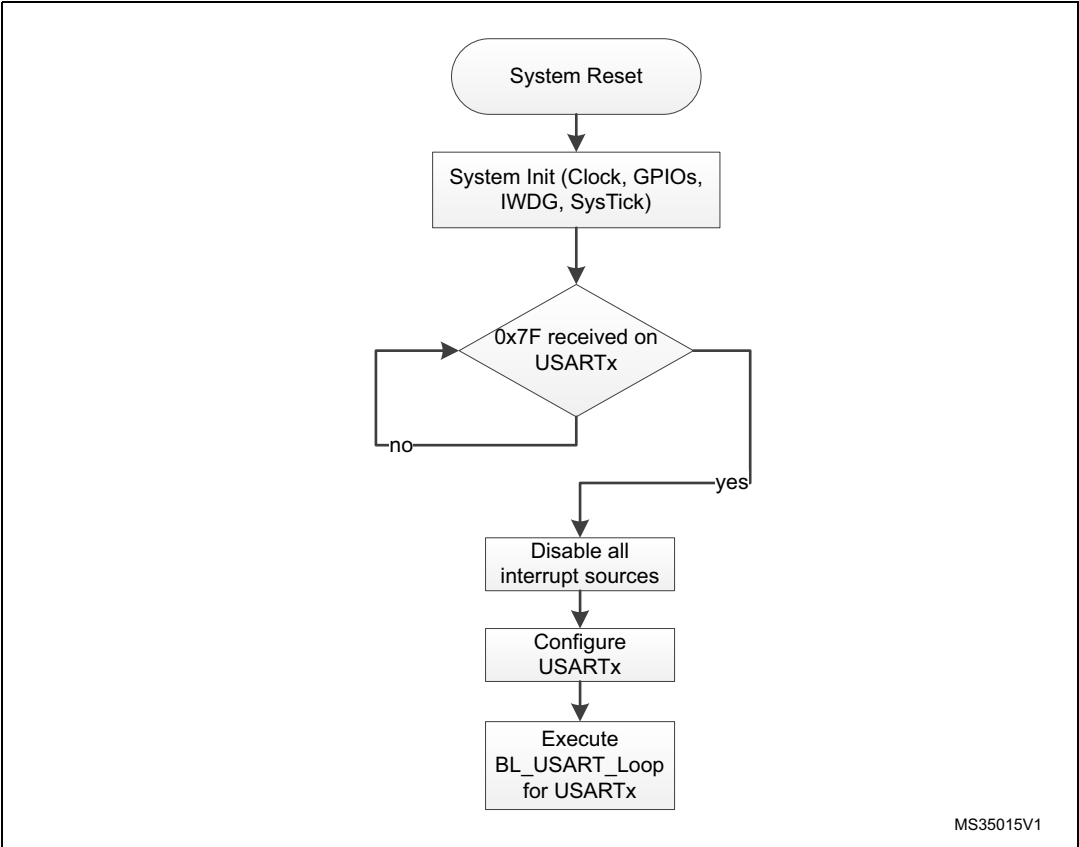 System Reset
System Init (Clock, GPIOs,
IWDG, SysTick)
0x7F received on
USARTx
no
yes
Disable all
interrupt sources
Configure
USARTx
Execute
BL_USART_Loop
for USARTx
MS35015V1